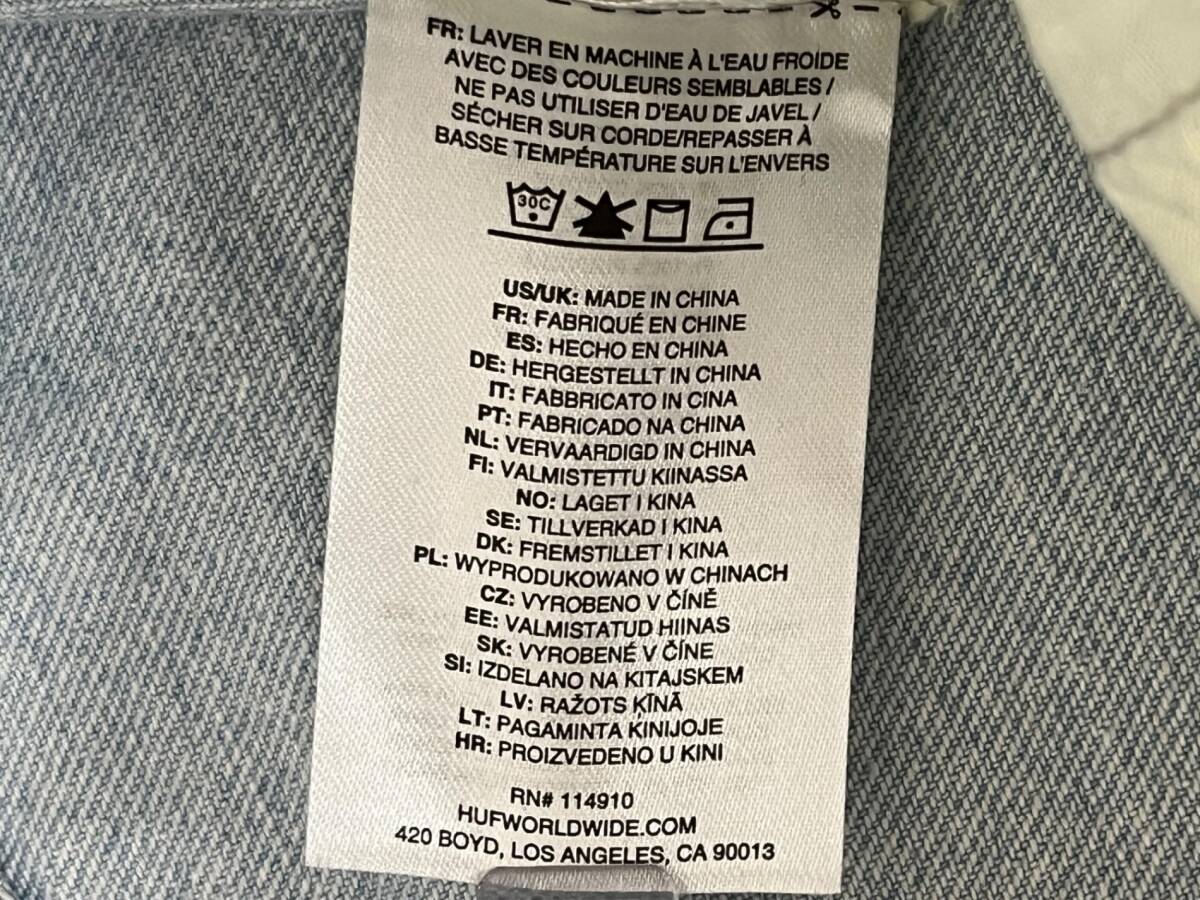 FR: LAVER EN MACHINE À L'EAU FROIDE
AVEC DES COULEURS SEMBLABLES /
NE PAS UTILISER D'EAU DE JAVEL /
SÉCHER SUR CORDE/REPASSER À
BASSE TEMPÉRATURE SUR L'ENVERS
30C
US/UK: MADE IN CHINA
FR: FABRIQUÉ EN CHINE
ES: HECHO EN CHINA
DE: HERGESTELLT IN CHINA
IT: FABBRICATO IN CINA
PT: FABRICADO NA CHINA
NL: VERVAARDIGD IN CHINA
FI: VALMISTETTU KIINASSA
NO: LAGET I KINA
SE: TILLVERKAD I KINA
DK: FREMSTILLET I KINA
PL: WYPRODUKOWANO W CHINACH
CZ: VYROBENO V ČÍNĚ
EE: VALMISTATUD HIINAS
SK: VYROBENÉ V ČÍNE
SI: IZDELANO NA KITAJSKEM
LV: RAŽOTS ĶĪNĀ
LT: PAGAMINTA KINIJOJE
HR: PROIZVEDENO U KINI
RN# 114910
HUFWORLDWIDE.COM
420 BOYD, LOS ANGELES, CA 90013